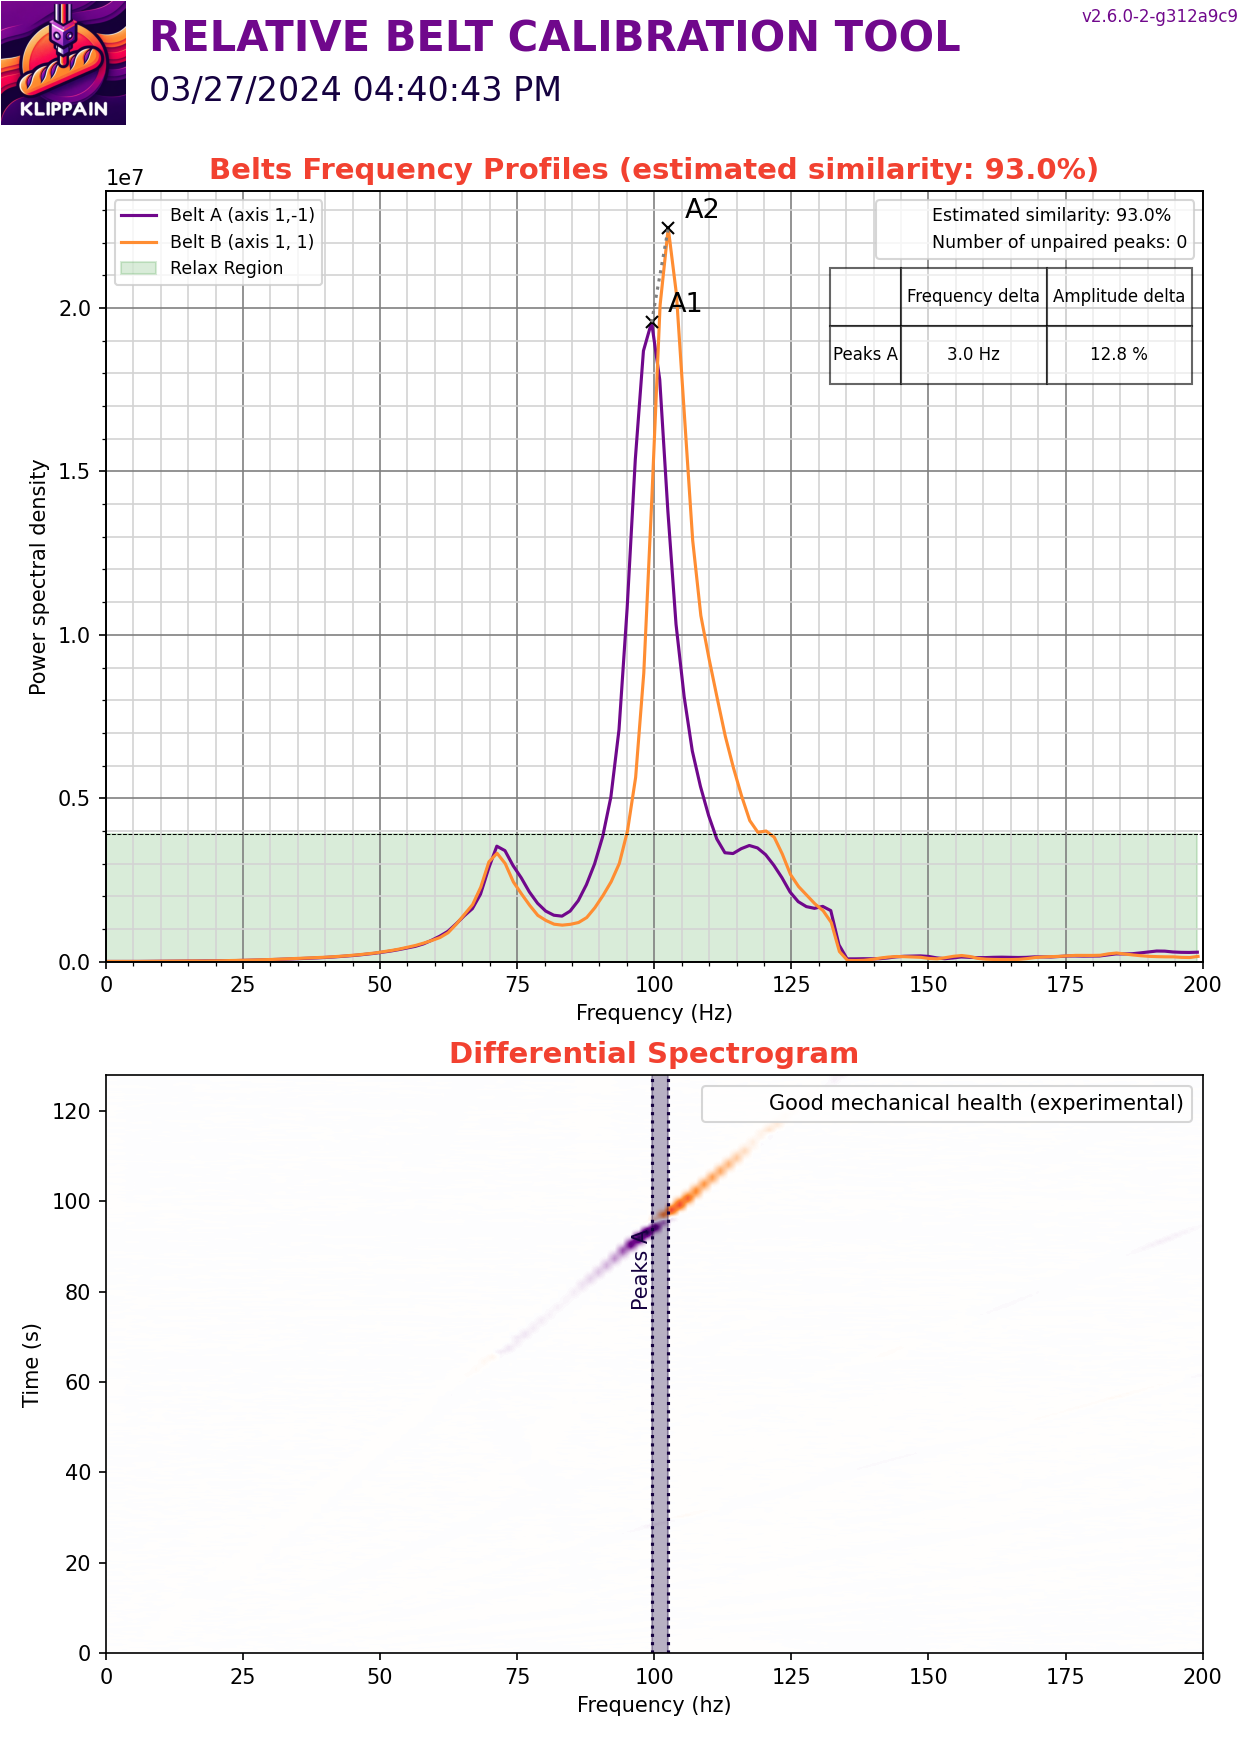 KLIPPAIN
RELATIVE BELT CALIBRATION TOOL
03/27/2024 04:40:43 PM
v2.6.0-2-g312a9c9
Belts Frequency Profiles (estimated similarity: 93.0%)
1e7
Belt A (axis 1,-1)
Belt B (axis 1, 1)
Relax Region
A2
A1
Estimated similarity: 93.0%
Number of unpaired peaks: 0
Frequency delta Amplitude delta
Peaks A 3.0 Hz 12.8 %
2.0
1.5
1.0
0.5
0.0
Power spectral density
0 25 50 75 100 125 150 175 200
Frequency (Hz)
Differential Spectrogram
Good mechanical health (experimental)
Peaks A
120
100
80
60
40
20
0
Time (s)
0 25 50 75 100 125 150 175 200
Frequency (hz)